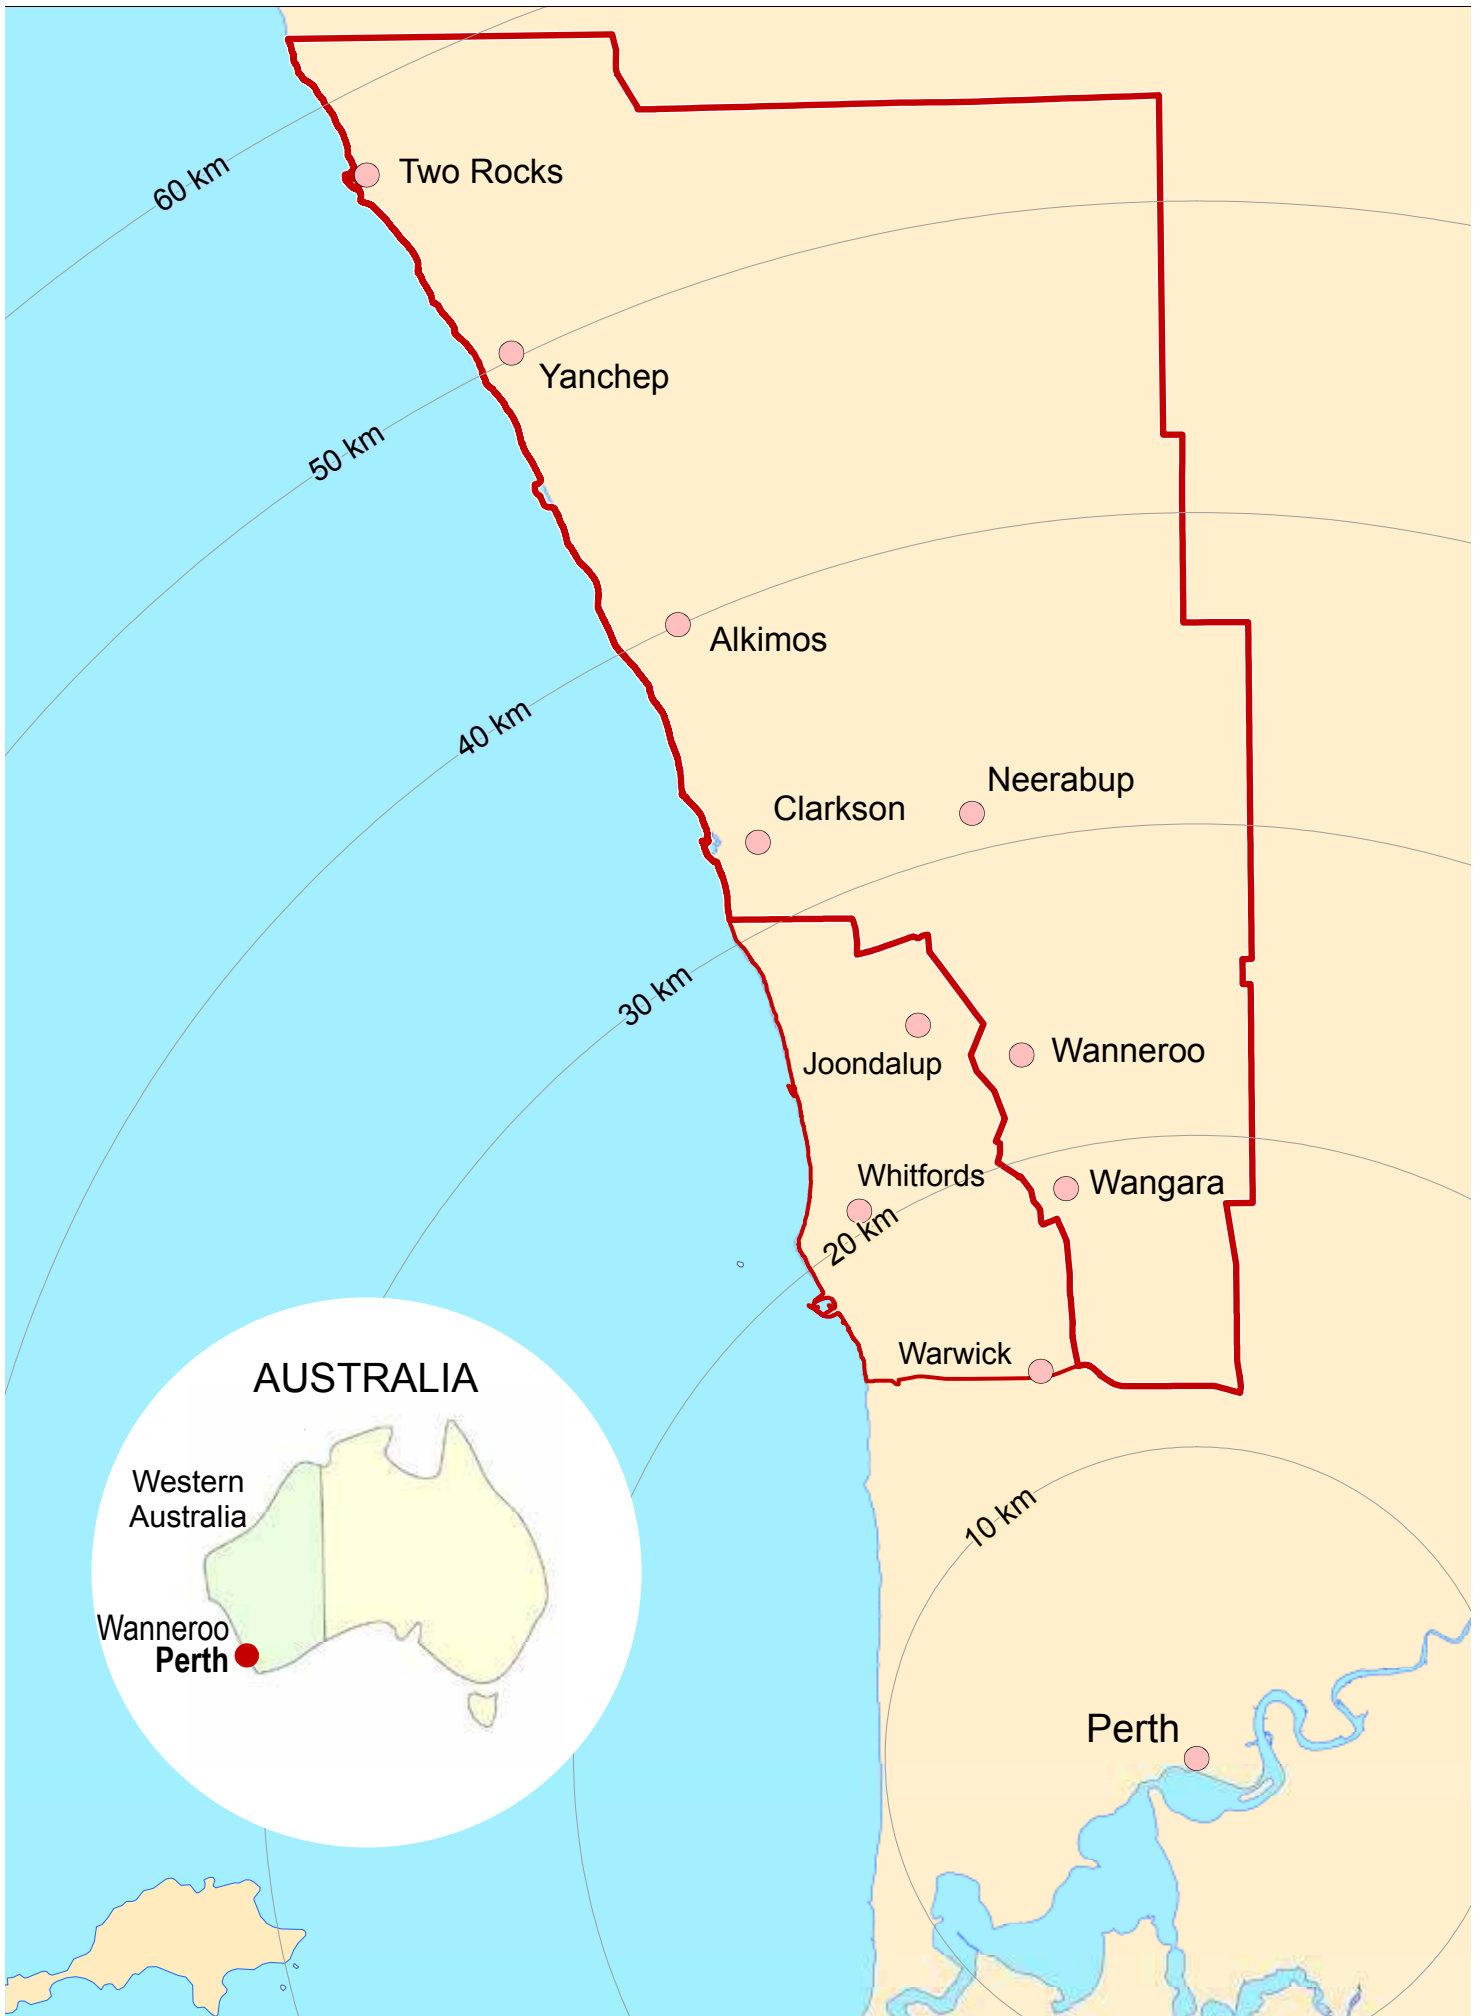 60 km
Two Rocks
Yanchep
50 km
Alkimos
40 km
Neerabup
Clarkson
30 km
Wanneroo
Joondalup
Whitfords
Wangara
20 km
Warwick
AUSTRALIA
Western
Australia
Wanneroo
Perth
10 km
Perth